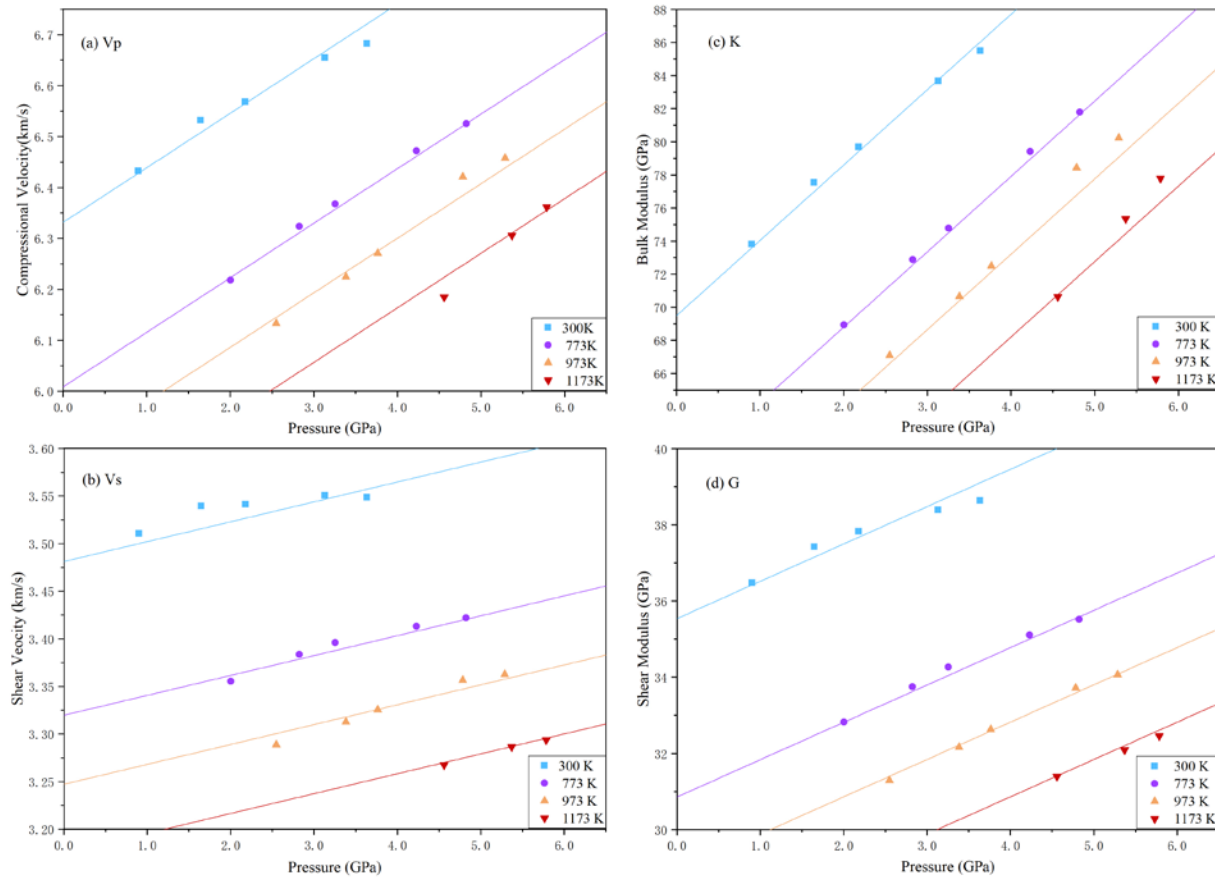 (a) Vp
Compressional Velocity(km/s)
6.7
6.6
6.5
6.4
6.3
6.2
6.1
6.0
0.0 1.0 2.0 3.0 4.0 5.0 6.0
Pressure (GPa)
300K
773K
973K
1173K
(c) K
Bulk Modulus (GPa)
88
86
84
82
80
78
76
74
72
70
68
66
0.0 1.0 2.0 3.0 4.0 5.0 6.0
Pressure (GPa)
300 K
773 K
973 K
1173 K
(b) Vs
Shear Veocity (km/s)
3.60
3.55
3.50
3.45
3.40
3.35
3.30
3.25
3.20
0.0 1.0 2.0 3.0 4.0 5.0 6.0
Pressure (GPa)
300 K
773 K
973 K
1173 K
(d) G
Shear Modulus (GPa)
40
38
36
34
32
30
0.0 1.0 2.0 3.0 4.0 5.0 6.0
Pressure (GPa)
300 K
773 K
973 K
1173 K